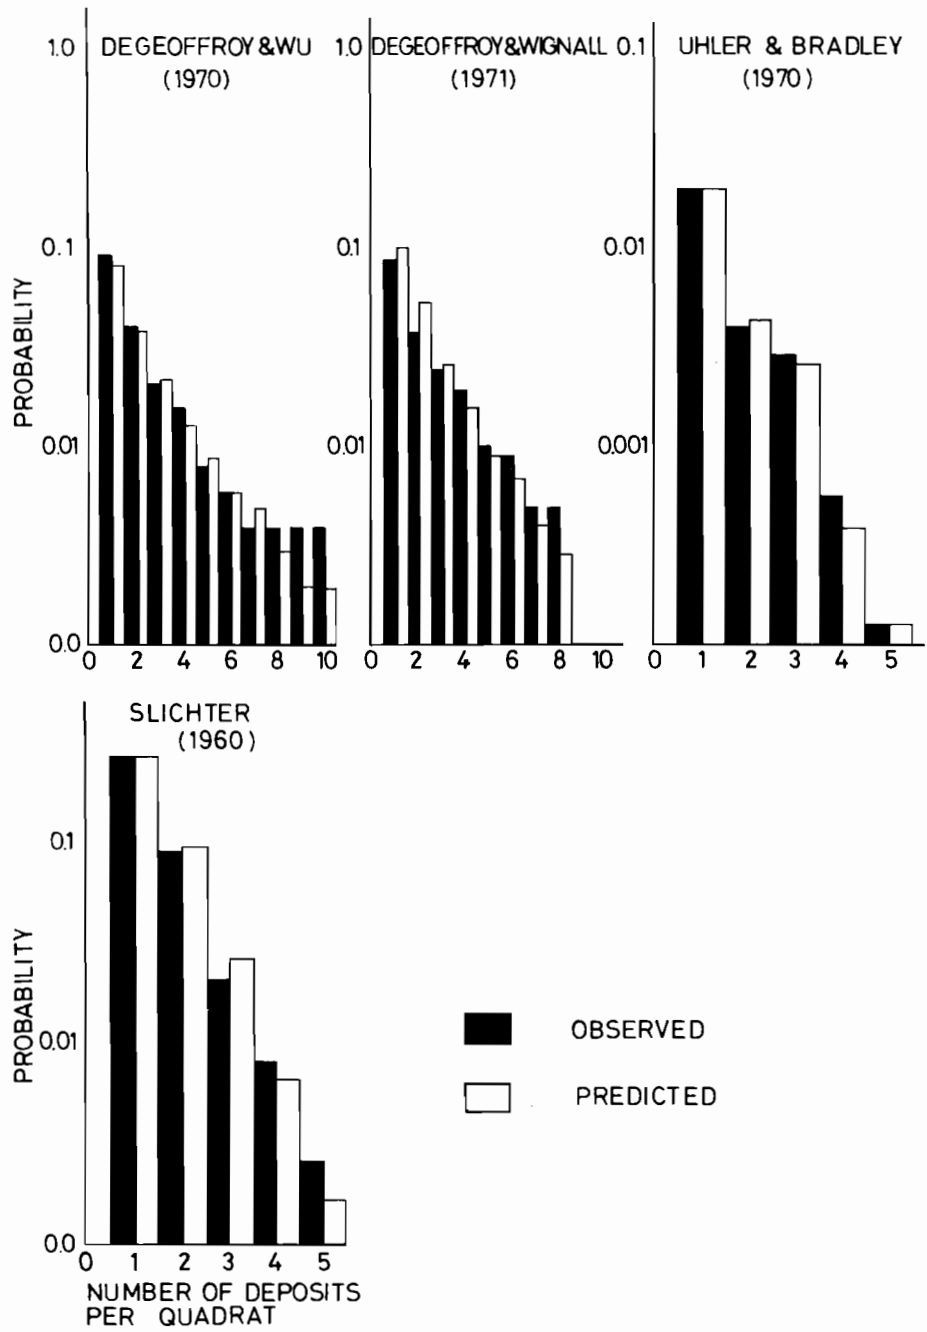 1.0 DEGEOFFROY & WU
(1970)
0.1
0.01
0.0
PROBABILITY
0 2 4 6 8 10
1.0 DEGEOFFROY&WIGNALL
(1971)
0.1
0.01
0 2 4 6 8 10
0.1 UHLER & BRADLEY
(1970)
0.01
0.001
0 1 2 3 4 5
SLICHTER
(1960)
0.1
0.01
0.0
PROBABILITY
0 1 2 3 4 5
NUMBER OF DEPOSITS
PER QUADRAT
OBSERVED
PREDICTED